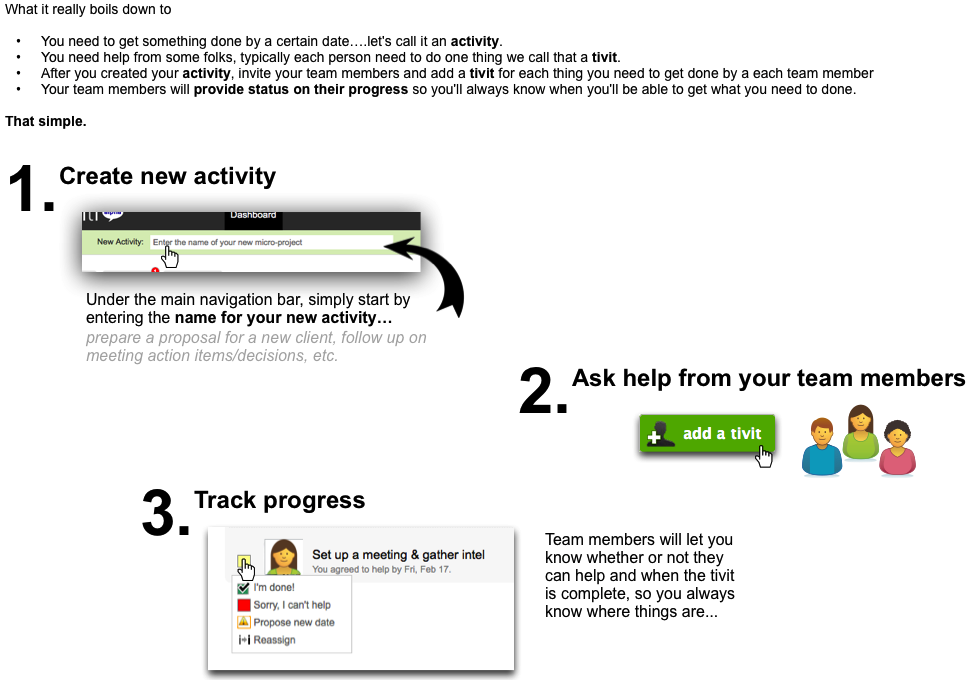 What it really boils down to
• You need to get something done by a certain date….let's call it an activity.
• You need help from some folks, typically each person need to do one thing we call that a tivit.
• After you created your activity, invite your team members and add a tivit for each thing you need to get done by a each team member
• Your team members will provide status on their progress so you'll always know when you'll be able to get what you need to done.
That simple.
1. Create new activity
alpha
Dashboard
New Activity: Enter the name of your new micro-project
Under the main navigation bar, simply start by
entering the name for your new activity…
prepare a proposal for a new client, follow up on
meeting action items/decisions, etc.
2. Ask help from your team members
add a tivit
3. Track progress
Set up a meeting & gather intel
You agreed to help by Fri, Feb 17.
I'm done!
Sorry, I can't help
Propose new date
Reassign
Team members will let you
know whether or not they
can help and when the tivit
is complete, so you always
know where things are...